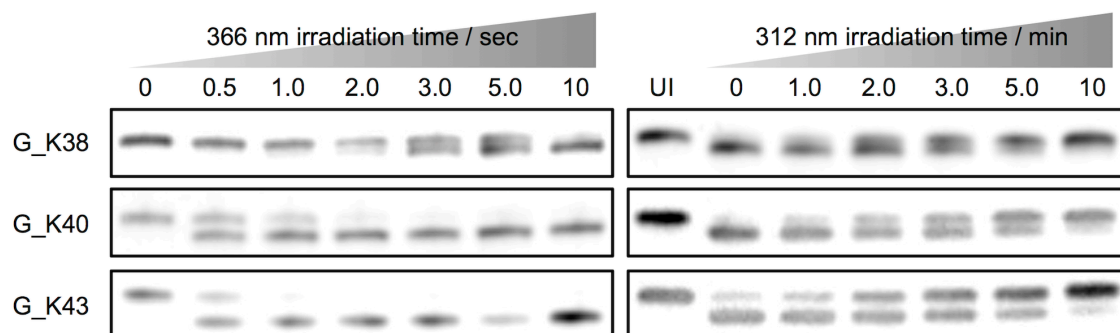 366 nm irradiation time / sec
312 nm irradiation time / min
0 0.5 1.0 2.0 3.0 5.0 10
UI 0 1.0 2.0 3.0 5.0 10
G_K38
G_K40
G_K43